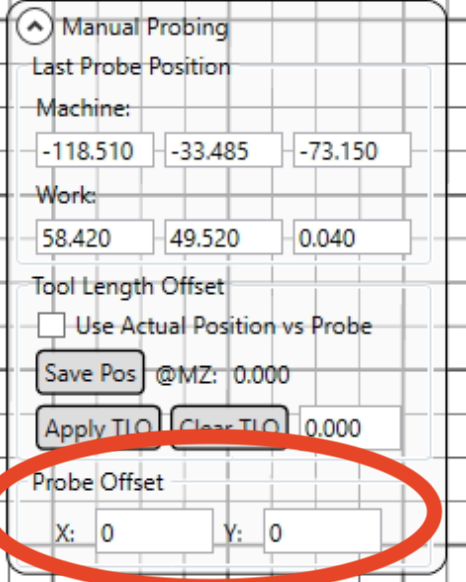 Manual Probing
Last Probe Position
Machine:
-118.510 -33.485 -73.150
Work:
58.420 49.520 0.040
Tool Length Offset
Use Actual Position vs Probe
Save Pos @MZ: 0.000
Apply TLO Clear TLO 0.000
Probe Offset
X: 0 Y: 0